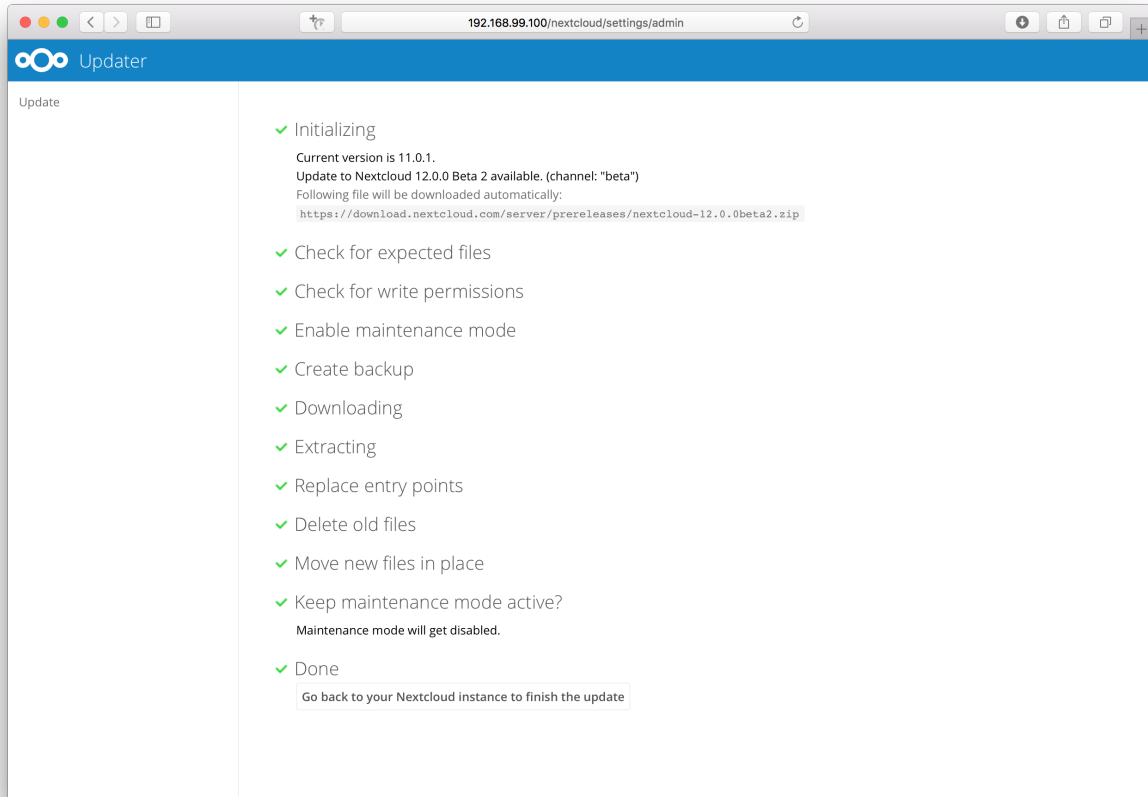 192.168.99.100/nextcloud/settings/admin
Updater
Update
Initializing
Current version is 11.0.1.
Update to Nextcloud 12.0.0 Beta 2 available. (channel: "beta")
Following file will be downloaded automatically:
https://download.nextcloud.com/server/prereleases/nextcloud-12.0.0beta2.zip
Check for expected files
Check for write permissions
Enable maintenance mode
Create backup
Downloading
Extracting
Replace entry points
Delete old files
Move new files in place
Keep maintenance mode active?
Maintenance mode will get disabled.
Done
Go back to your Nextcloud instance to finish the update